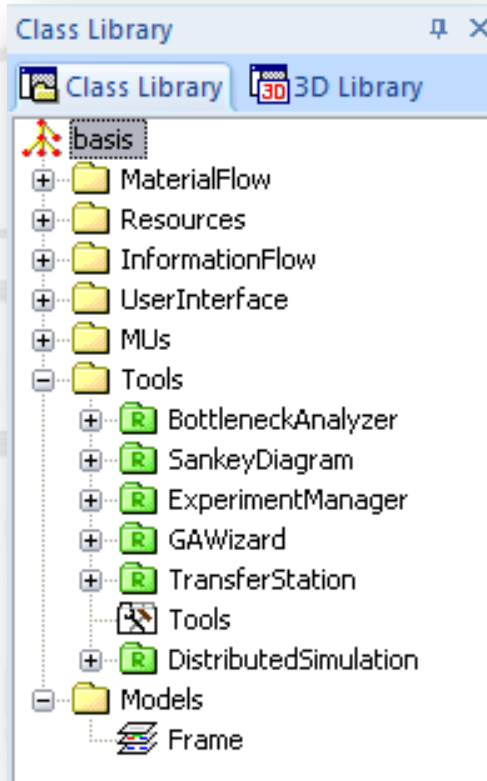 Class Library
Class Library 3D 3D Library
basis
MaterialFlow
Resources
InformationFlow
UserInterface
MUs
Tools
R BottleneckAnalyzer
R SankeyDiagram
R ExperimentManager
R GAWizard
R TransferStation
Tools
R DistributedSimulation
Models
Frame